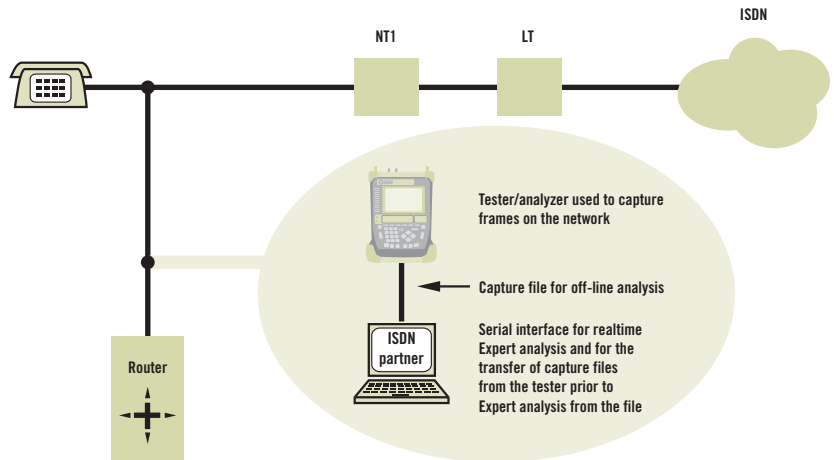 ISDN
NT1
LT
Tester/analyzer used to capture
frames on the network
Capture file for off-line analysis
ISDN
partner
Serial interface for realtime
Expert analysis and for the
transfer of capture files
from the tester prior to
Expert analysis from the file
Router